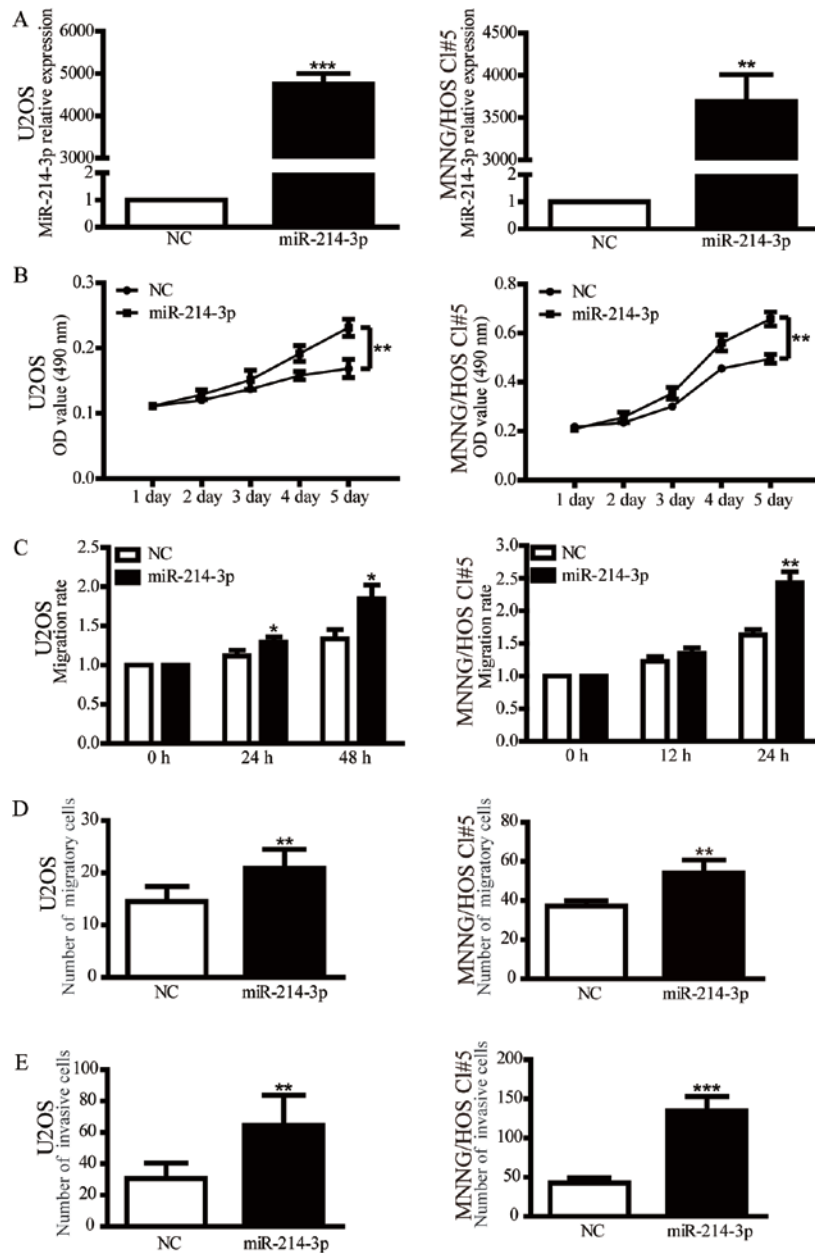 A
U2OS
MiR-214-3p relative expression
6000
5000
4000
3000
2
1
0
***
NC
miR-214-3p
MNNG/HOS Cl#5
MiR-214-3p relative expression
4500
4000
3500
3000
2
1
0
**
NC
miR-214-3p
B
U2OS
OD value (490 nm)
0.3
0.2
0.1
0.0
NC
miR-214-3p
**
1 day 2 day 3 day 4 day 5 day
MNNG/HOS Cl#5
OD value (490 nm)
0.8
0.6
0.4
0.2
0.0
NC
miR-214-3p
**
1 day 2 day 3 day 4 day 5 day
C
U2OS
Migration rate
2.5
2.0
1.5
1.0
0.5
0.0
NC
miR-214-3p
*
*
0 h 24 h 48 h
MNNG/HOS Cl#5
Migration rate
3.0
2.5
2.0
1.5
1.0
0.5
0.0
NC
miR-214-3p
**
0 h 12 h 24 h
D
U2OS
Number of migratory cells
30
20
10
0
**
NC
miR-214-3p
MNNG/HOS Cl#5
Number of migratory cells
80
60
40
20
0
**
NC
miR-214-3p
E
U2OS
Number of invasive cells
100
80
60
40
20
0
**
NC
miR-214-3p
MNNG/HOS Cl#5
Number of invasive cells
200
150
100
50
0
***
NC
miR-214-3p